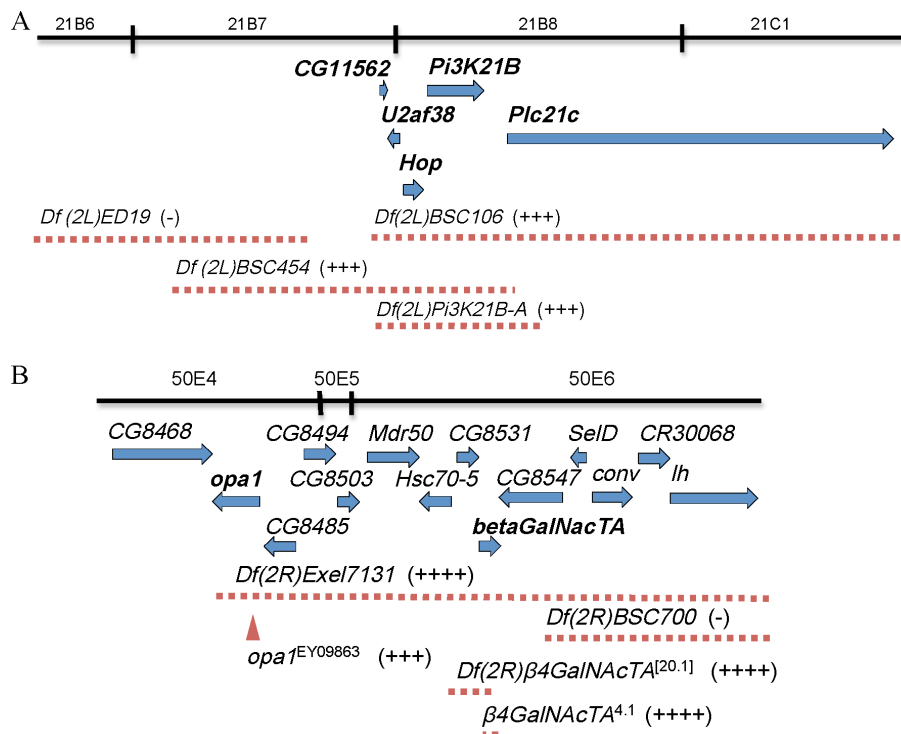 A
21B6 21B7 21B8 21C1
CG11562 Pi3K21B
U2af38 Plc21c
Hop
Df (2L)ED19 (-) Df(2L)BSC106 (+++)
Df (2L)BSC454 (+++)
Df(2L)Pi3K21B-A (+++)
B
50E4 50E5 50E6
CG8468 CG8494 Mdr50 CG8531 SelD CR30068
opa1 CG8503 Hsc70-5 CG8547 conv lh
CG8485 betaGalNacTA
Df(2R)Exel7131 (++++)
Df(2R)BSC700 (-)
opa1EY09863 (+++)
Df(2R)β4GalNAcTA[20.1] (++++)
β4GalNAcTA4.1 (++++)